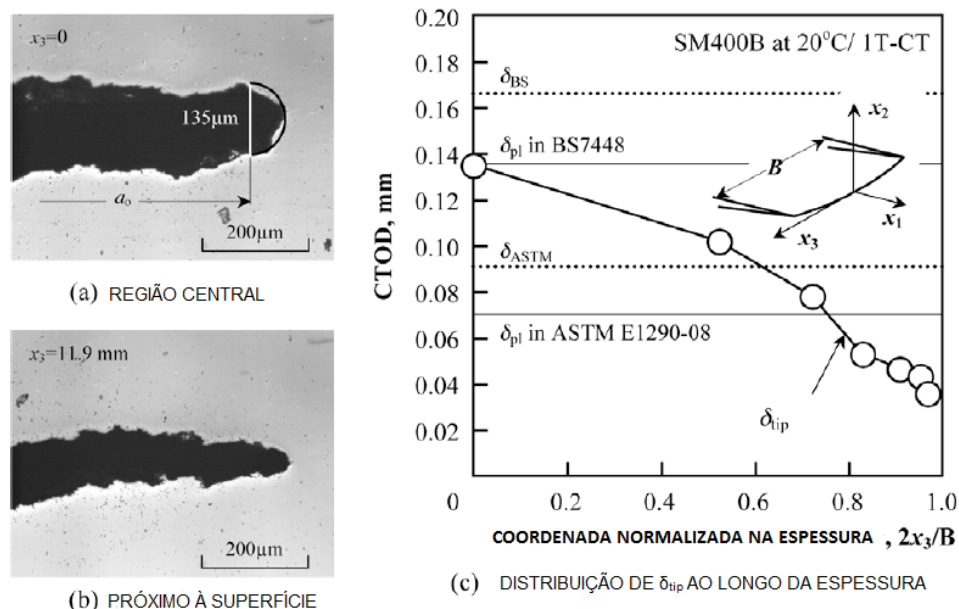 x₃=0
135μm
a₀
200μm
(a) REGIÃO CENTRAL
x₃=11.9 mm
200μm
(b) PRÓXIMO À SUPERFÍCIE
CTOD, mm
0.20
0.18
0.16
0.14
0.12
0.10
0.08
0.06
0.04
0.02
SM400B at 20°C/ 1T-CT
δBS
x₂
δpl in BS7448
B
x₁
x₃
δASTM
δpl in ASTM E1290-08
δtip
0 0.2 0.4 0.6 0.8 1.0
COORDENADA NORMALIZADA NA ESPESSURA , 2x₃/B
(c) DISTRIBUIÇÃO DE δtip AO LONGO DA ESPESSURA